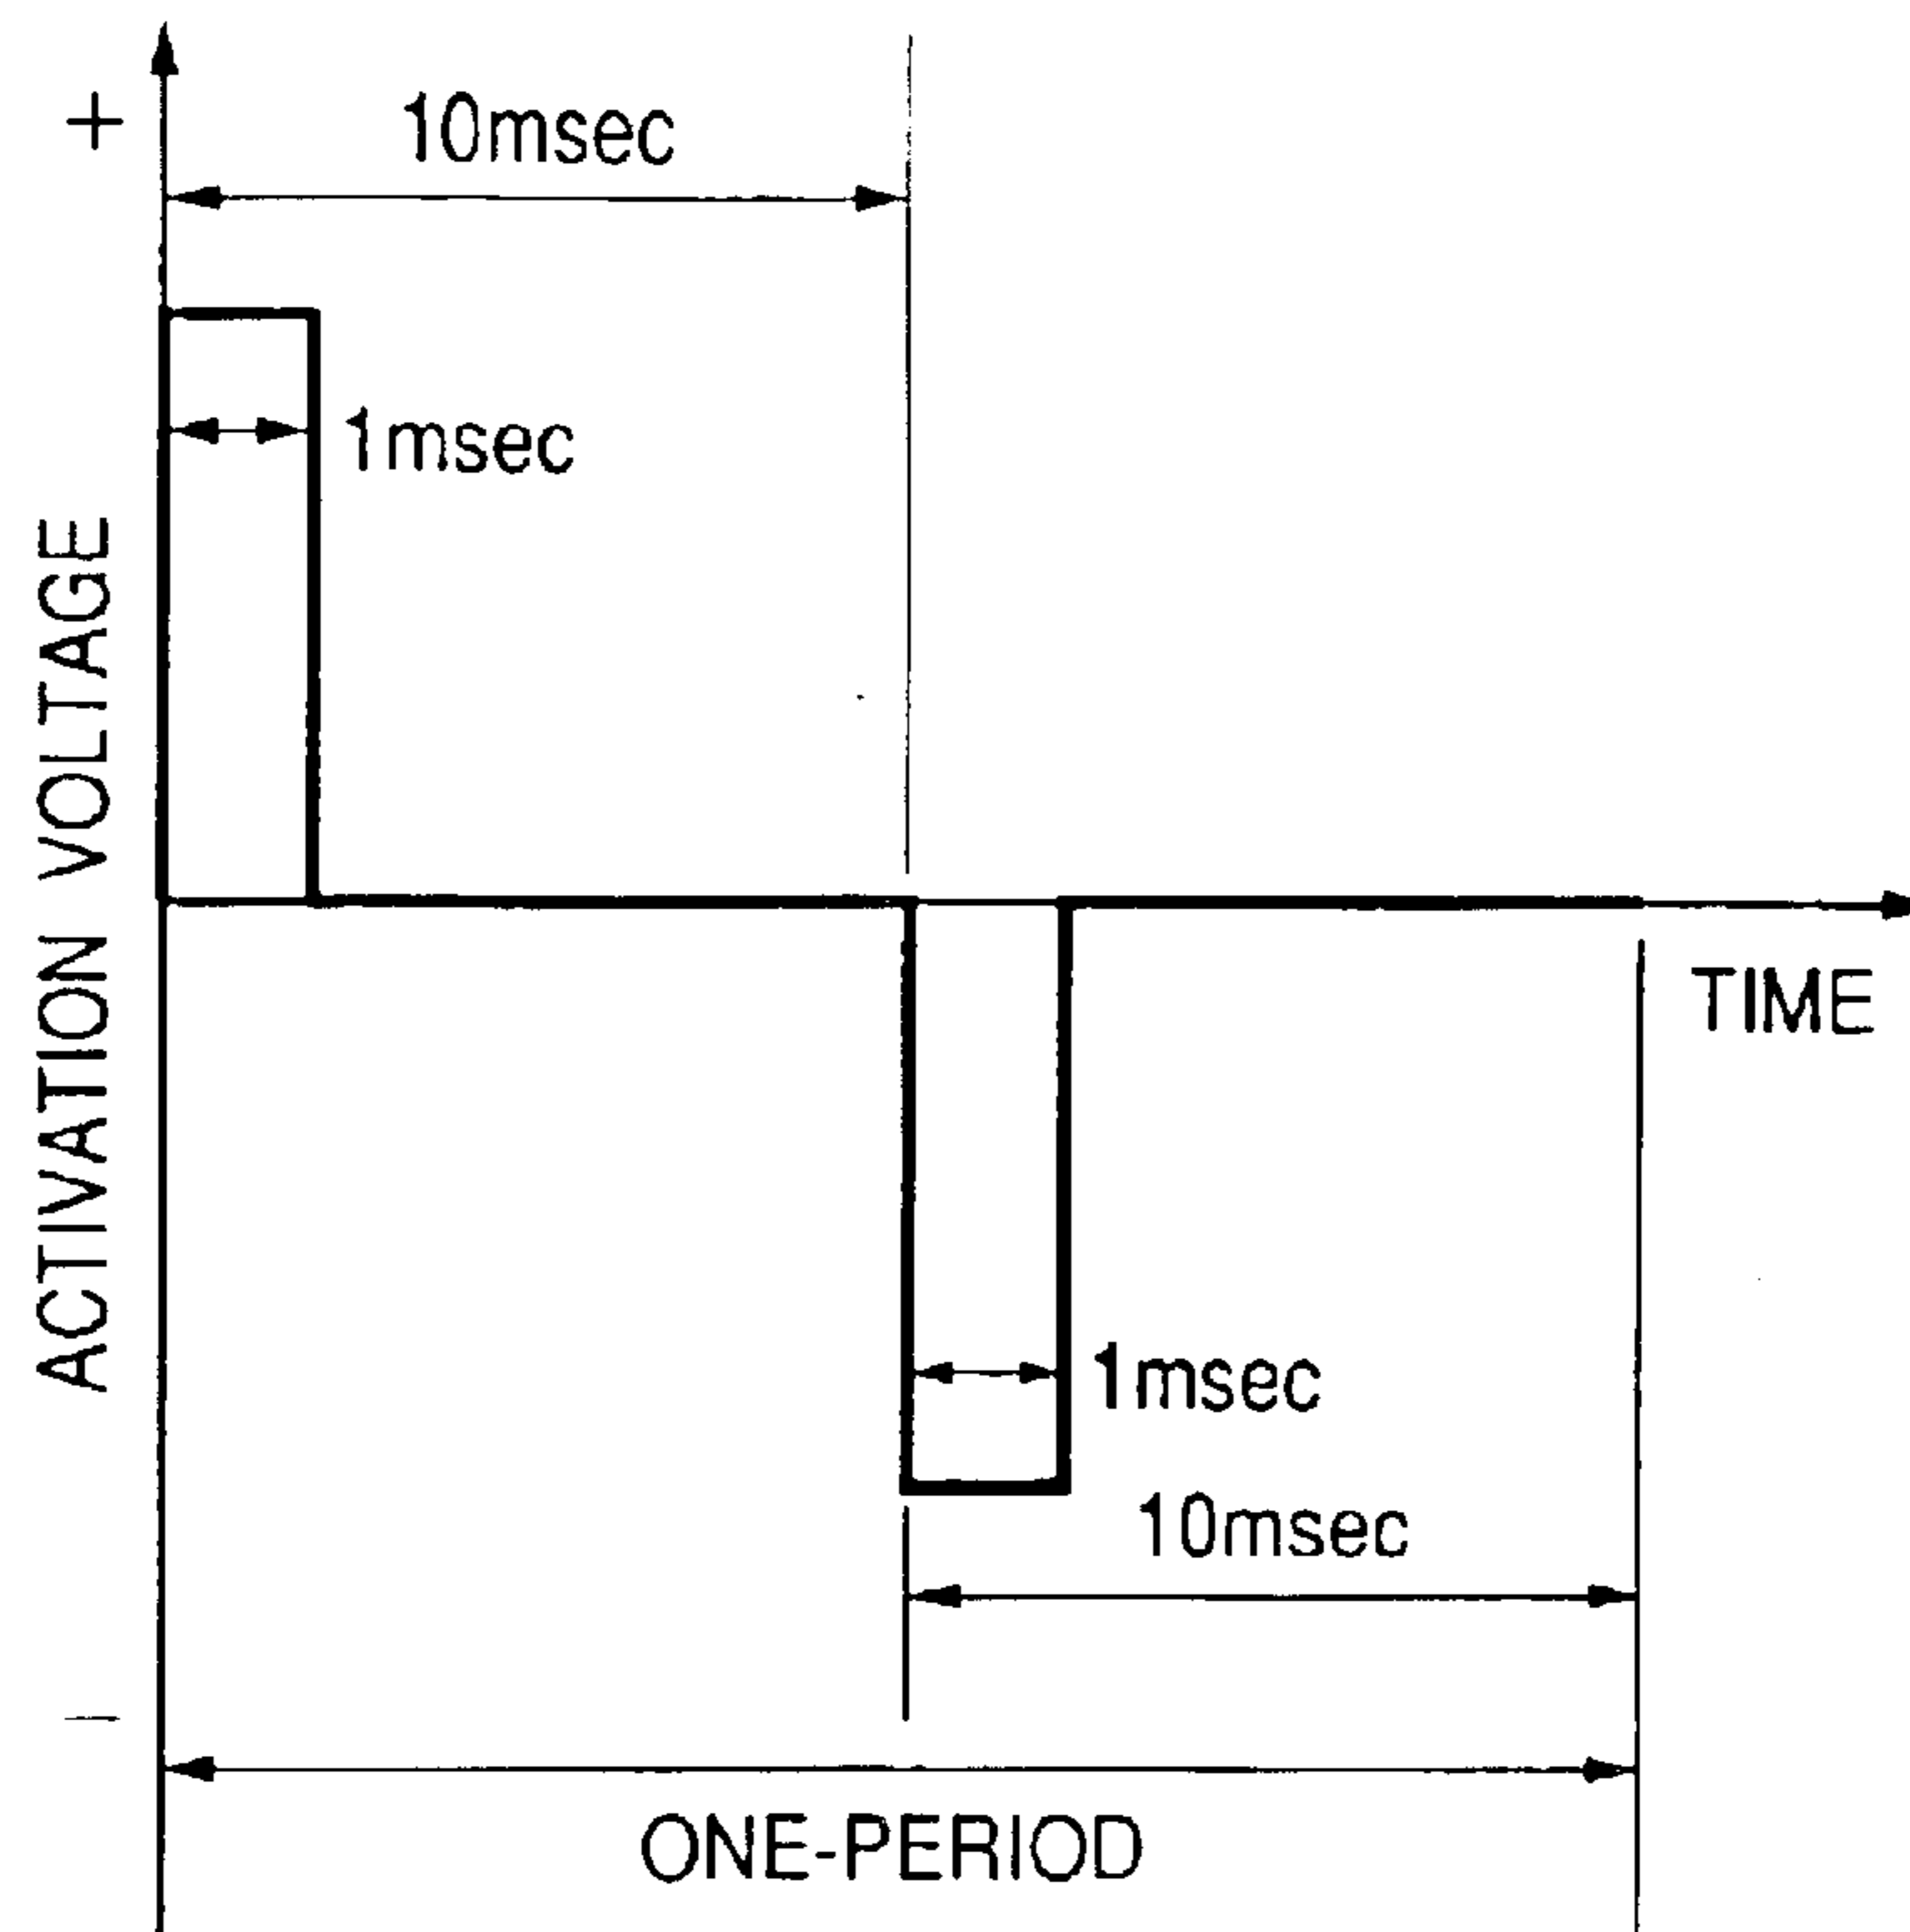 +
10msec
1msec
ACTIVATION VOLTAGE
TIME
1msec
10msec
−
ONE-PERIOD